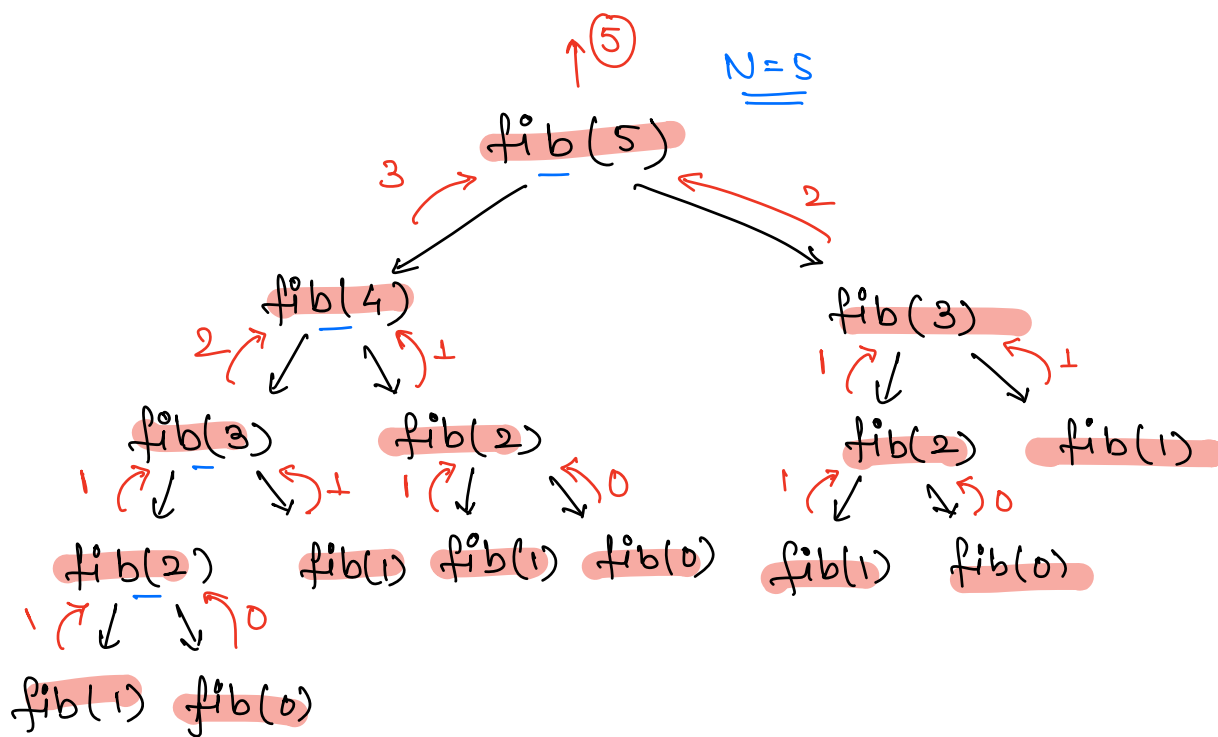 5
N=5
fib(5)
3 2
fib(4) fib(3)
2 1 1 1
fib(3) fib(2) fib(2) fib(1)
1 1 1 0 1 0
fib(2) fib(1) fib(1) fib(0) fib(1) fib(0)
1 0
fib(1) fib(0)